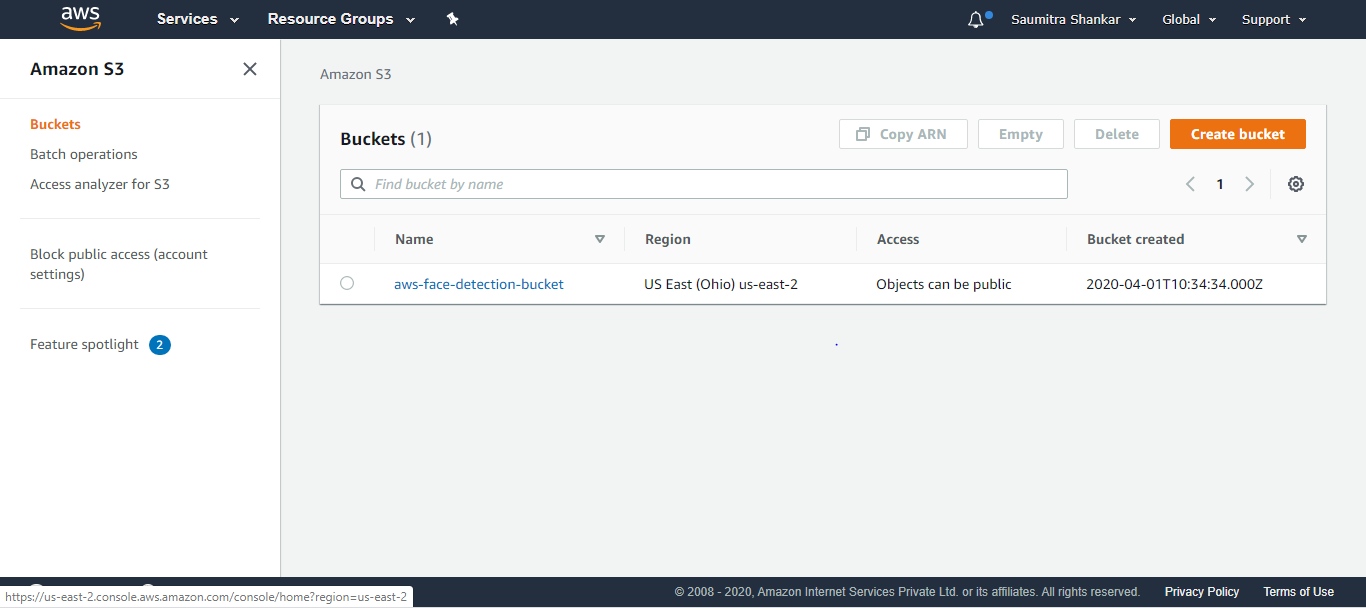 aws Services Resource Groups Saumitra Shankar Global Support
Amazon S3
Buckets
Batch operations
Access analyzer for S3
Block public access (account
settings)
Feature spotlight 2
Amazon S3
Buckets (1) Copy ARN Empty Delete Create bucket
Find bucket by name 1
Name Region Access Bucket created
aws-face-detection-bucket US East (Ohio) us-east-2 Objects can be public 2020-04-01T10:34:34.000Z
https://us-east-2.console.aws.amazon.com/console/home?region=us-east-2
© 2008 - 2020, Amazon Internet Services Private Ltd. or its affiliates. All rights reserved. Privacy Policy Terms of Use